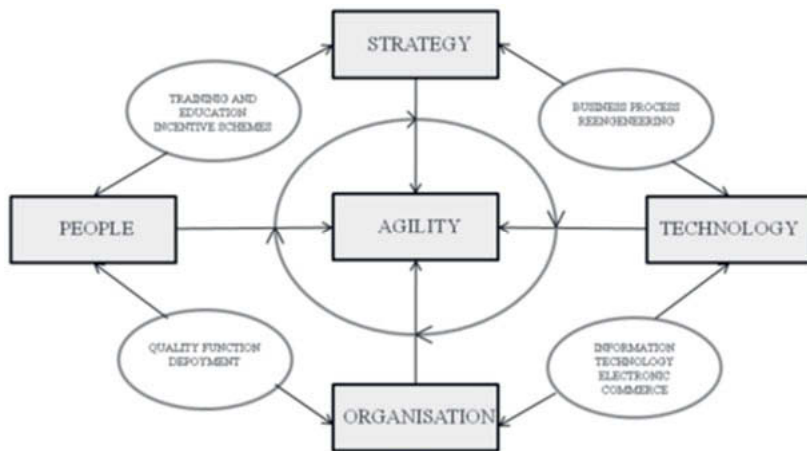 STRATEGY
TRAININIG AND
EDUCATION
INCENTIVE SCHEMES
BUSINESS PROCESS
REENGENEERING
PEOPLE
AGILITY
TECHNOLOGY
QUALITY FUNCTION
DEPOYMENT
INFORMATION
TECHNOLOGY
ELECTRONIC
COMMERCE
ORGANISATION